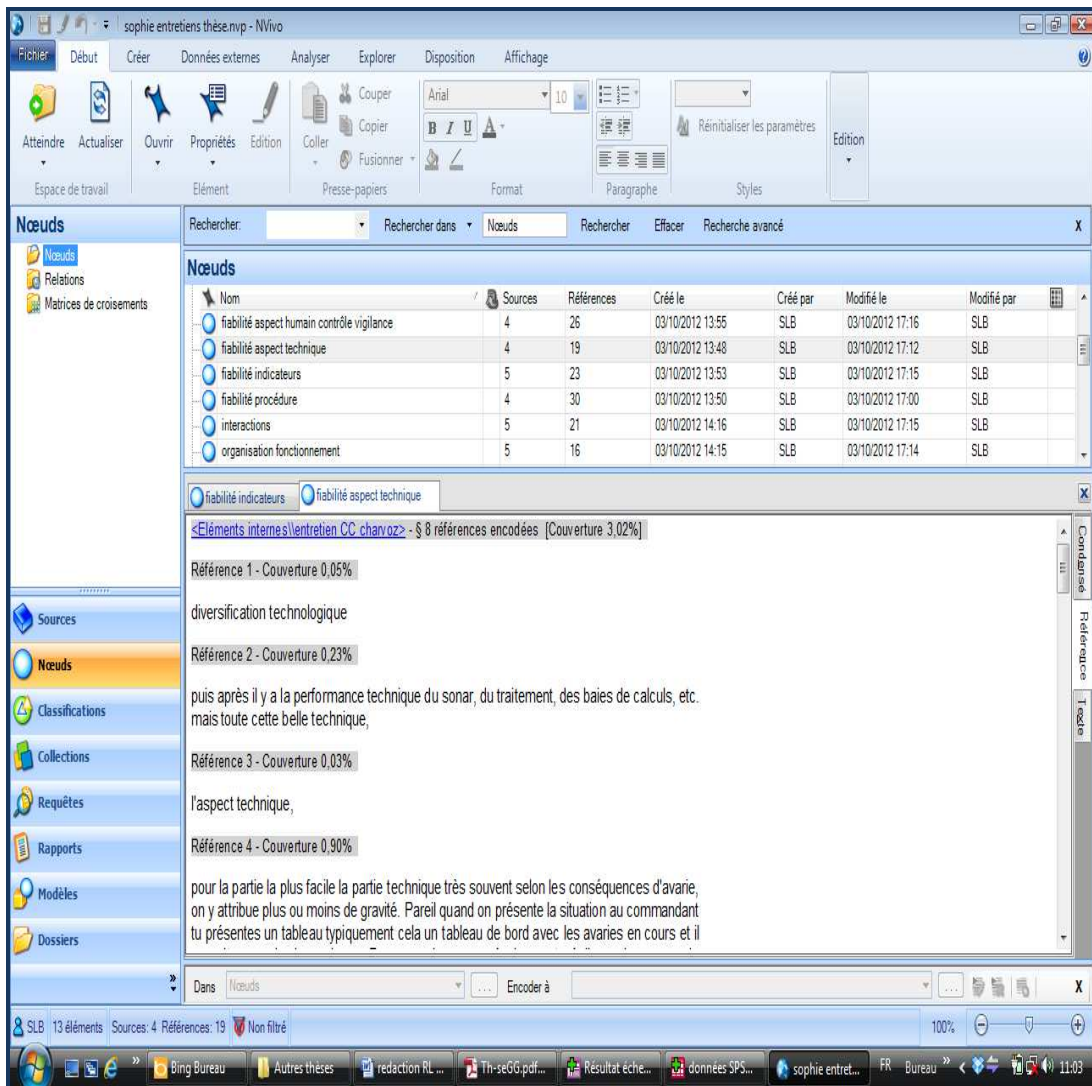 sophie entretiens thèse.nvp - NVivo
Fichier Début Créer Données externes Analyser Explorer Disposition Affichage
Atteindre Actualiser Ouvrir Propriétés Edition Coller Couper Copier Fusionner Arial 10 Réinitialiser les paramètres Edition
B I U A
Espace de travail Elément Presse-papiers Format Paragraphe Styles
Nœuds
Nœuds
Relations
Matrices de croisements
Rechercher: Rechercher dans Nœuds Rechercher Effacer Recherche avancé X
Nœuds
Nom Sources Références Créé le Créé par Modifié le Modifié par
fiabilité aspect humain contrôle vigilance 4 26 03/10/2012 13:55 SLB 03/10/2012 17:16 SLB
fiabilité aspect technique 4 19 03/10/2012 13:48 SLB 03/10/2012 17:12 SLB
fiabilité indicateurs 5 23 03/10/2012 13:53 SLB 03/10/2012 17:15 SLB
fiabilité procédure 4 30 03/10/2012 13:50 SLB 03/10/2012 17:00 SLB
interactions 5 21 03/10/2012 14:16 SLB 03/10/2012 17:15 SLB
organisation fonctionnement 5 16 03/10/2012 14:15 SLB 03/10/2012 17:14 SLB
fiabilité indicateurs fiabilité aspect technique
<Eléments internes\\entretien CC charvoz> - § 8 références encodées [Couverture 3,02%]
Référence 1 - Couverture 0,05%
diversification technologique
Référence 2 - Couverture 0,23%
puis après il y a la performance technique du sonar, du traitement, des baies de calculs, etc.
mais toute cette belle technique,
Référence 3 - Couverture 0,03%
l'aspect technique,
Référence 4 - Couverture 0,90%
pour la partie la plus facile la partie technique très souvent selon les conséquences d'avarie,
on y attribue plus ou moins de gravité. Pareil quand on présente la situation au commandant
tu présentes un tableau typiquement cela un tableau de bord avec les avaries en cours et il
Condensé
Référence
Texte
Sources
Nœuds
Classifications
Collections
Requêtes
Rapports
Modèles
Dossiers
Dans Nœuds ... Encoder à ... X
SLB 13 éléments Sources: 4 Références: 19 Non filtré 100%
Bing Bureau Autres thèses redaction RL ... Th-seGG.pdf... Résultat éche... données SPS... sophie entret... FR Bureau 11:03